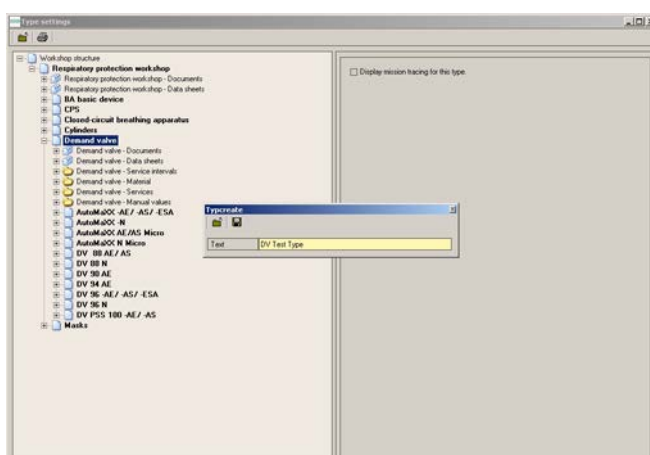 Type settings
Workshop structure
Respiratory protection workshop
Respiratory protection workshop - Documents
Respiratory protection workshop - Data sheets
BA basic device
CPS
Closed-circuit breathing apparatus
Cylinders
Demand valve
Demand valve - Documents
Demand valve - Data sheets
Demand valve - Service intervals
Demand valve - Material
Demand valve - Services
Demand valve - Manual values
AutoMaXX -AE/ -AS/ -ESA
AutoMaXX -N
AutoMaXX AE/AS Micro
AutoMaXX N Micro
DV 88 AE/ AS
DV 88 N
DV 90 AE
DV 94 AE
DV 96 -AE/ -AS/ -ESA
DV 96 N
DV PSS 100 -AE/ -AS
Masks
Display mission tracing for this type
Typcreate
Text DV Test Type